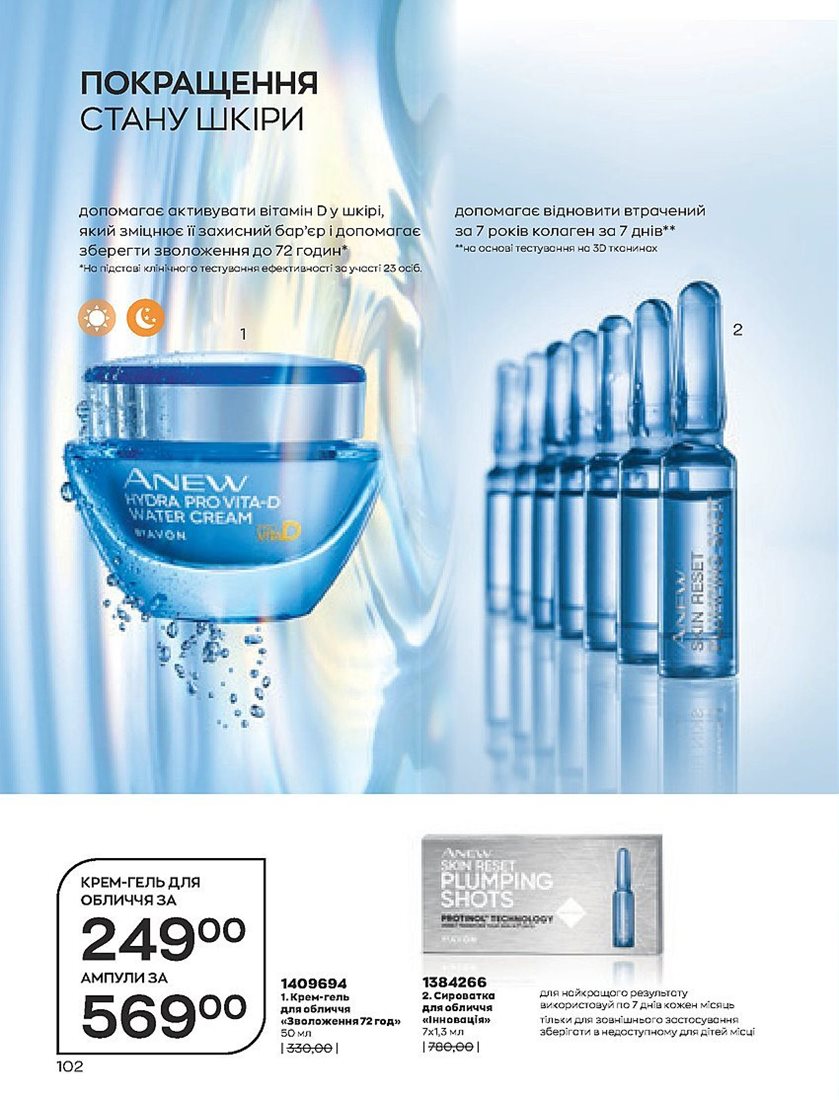 ПОКРАЩЕННЯ
СТАНУ ШКІРИ
допомагає активувати вітамін D у шкірі,
який зміцнює її захисний бар’єр і допомагає
зберегти зволоження до 72 годин*
*На підставі клінічного тестування ефективності за участі 23 осіб.
допомагає відновити втрачений
за 7 років колаген за 7 днів**
**на основі тестування на 3D тканинах
1
2
ANEW
HYDRA PRO VITA-D
WATER CREAM
BY AVON
VITA D
ANEW
SKIN RESET
PLUMPING SHOTS
ANEW
SKIN RESET
PLUMPING
SHOTS
PROTINOL™ TECHNOLOGY
BY AVON
КРЕМ-ГЕЛЬ ДЛЯ
ОБЛИЧЧЯ ЗА
249⁰⁰
АМПУЛИ ЗА
569⁰⁰
1409694
1. Крем-гель
для обличчя
«Зволоження 72 год»
50 мл
|330,00|
1384266
2. Сироватка
для обличчя
«Інновація»
7х1,3 мл
|780,00|
для найкращого результату
використовуй по 7 днів кожен місяць
тільки для зовнішнього застосування
зберігати в недоступному для дітей місці
102